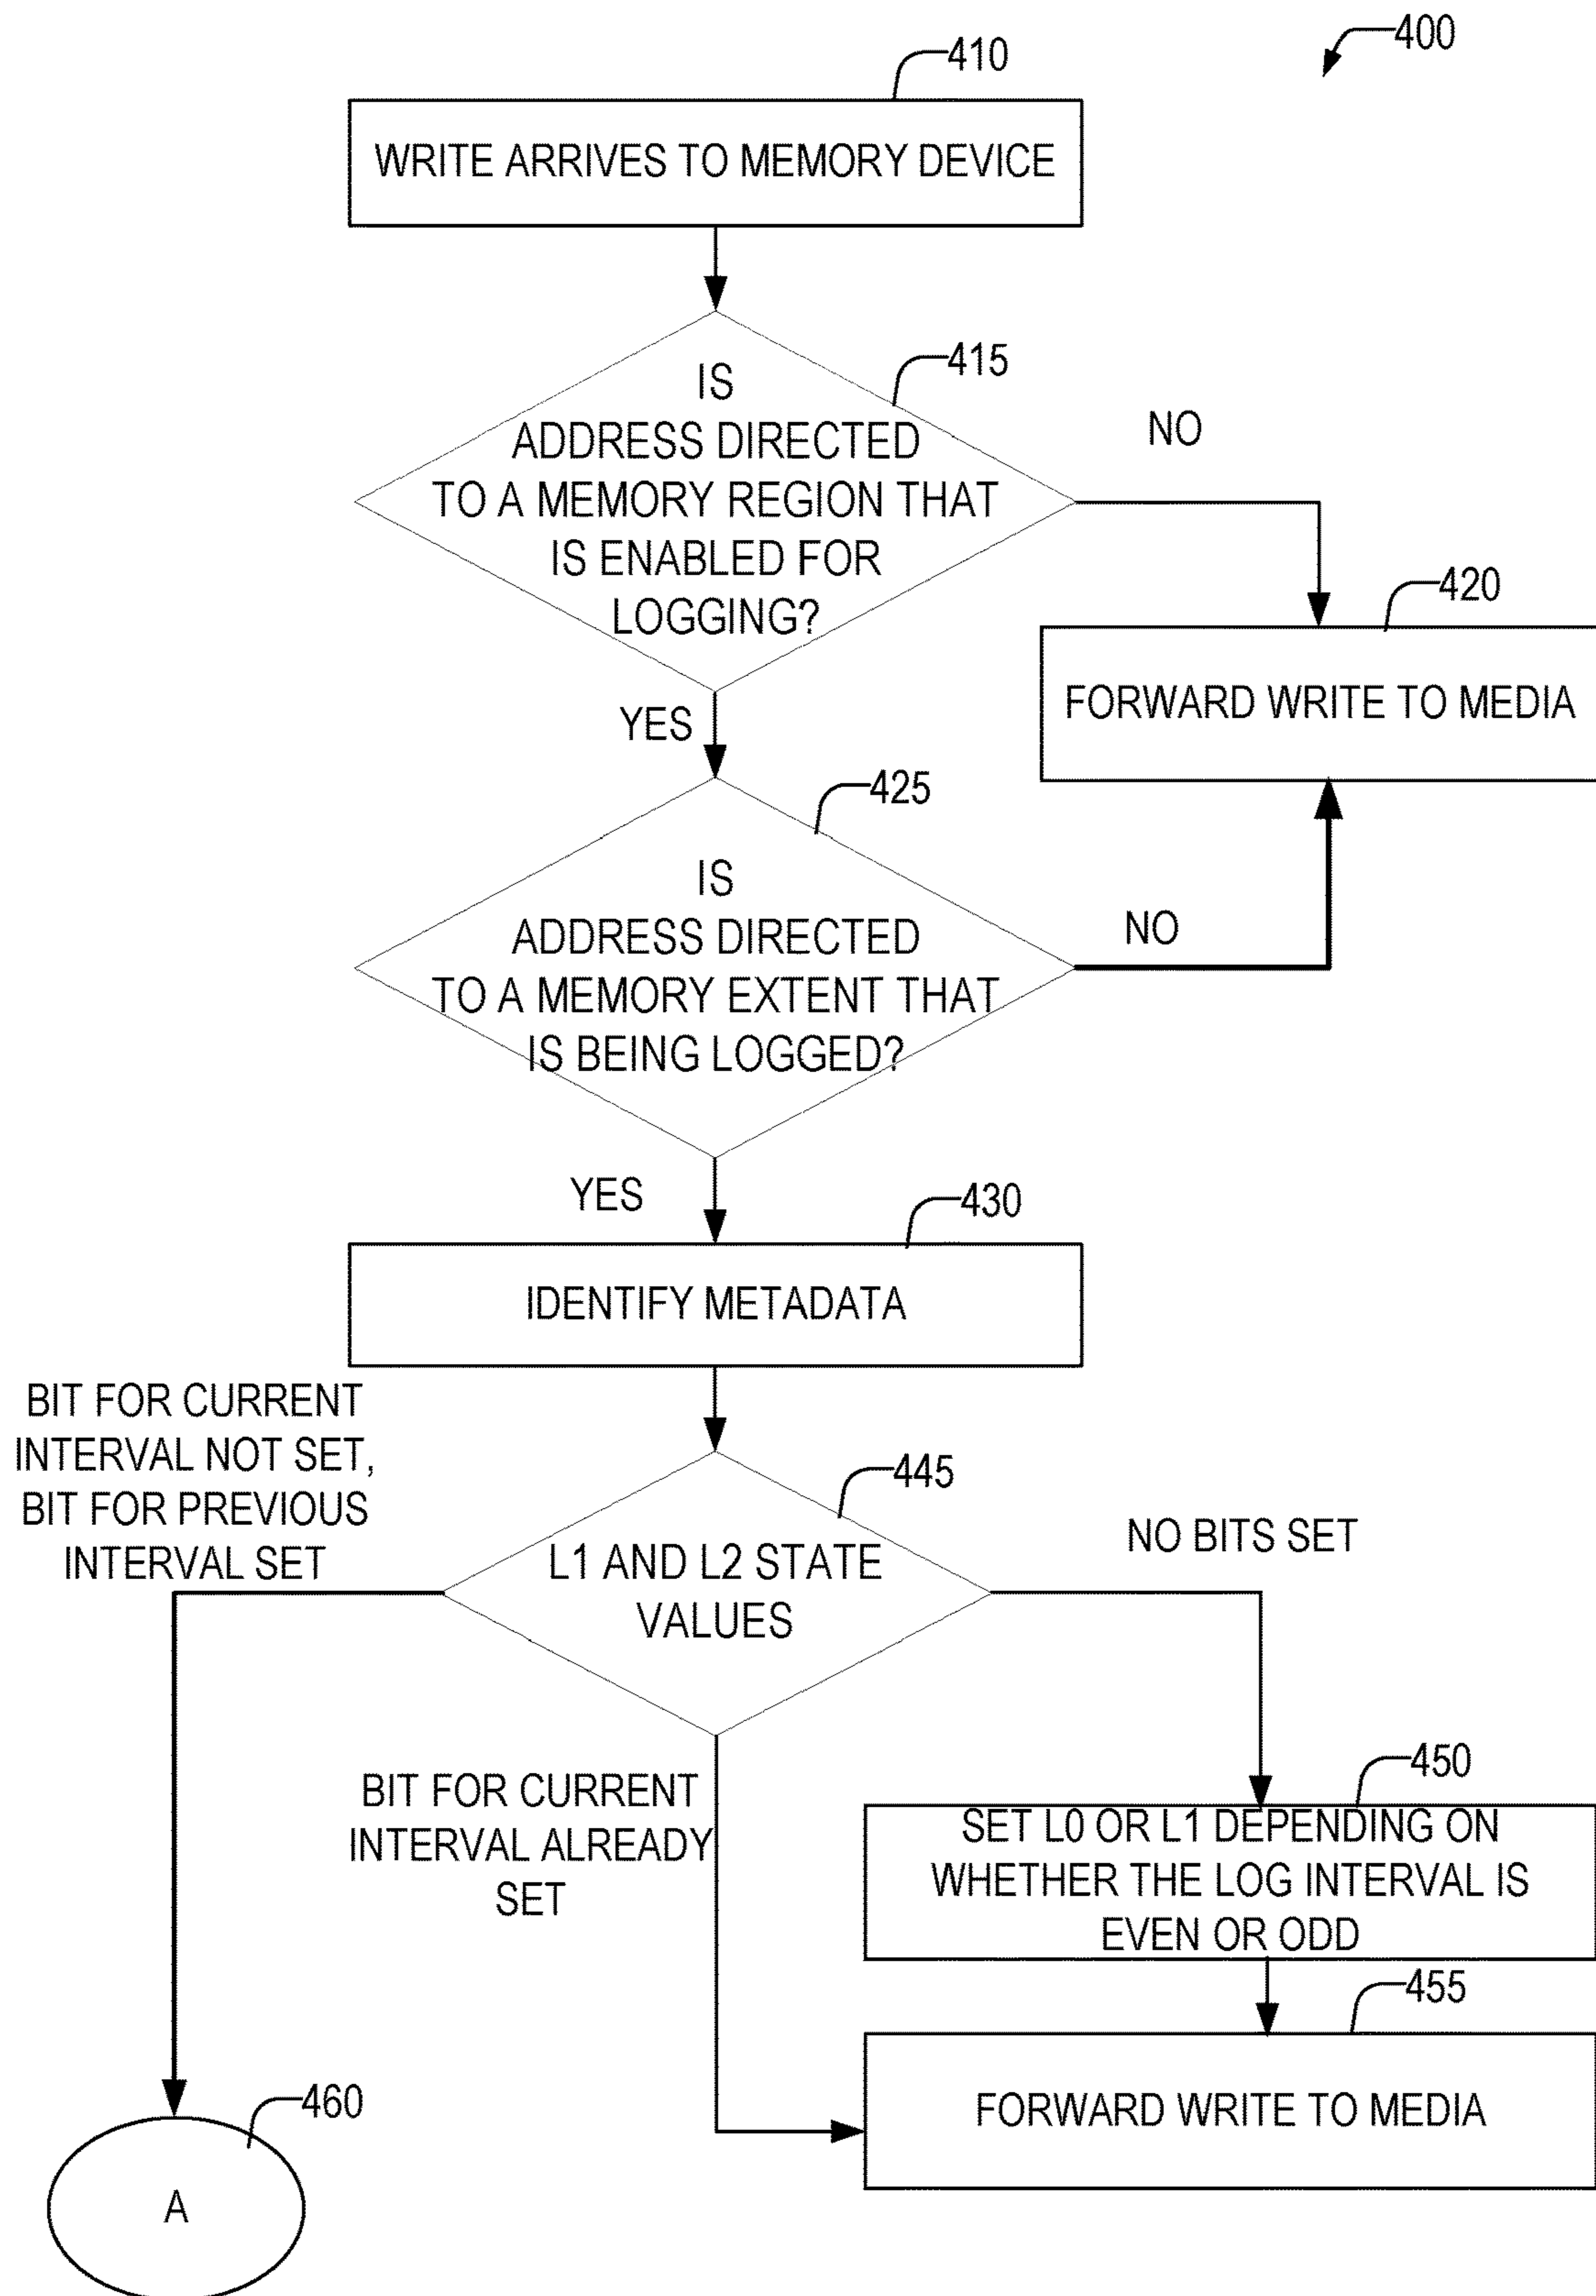 400
410
WRITE ARRIVES TO MEMORY DEVICE
415
IS
ADDRESS DIRECTED
TO A MEMORY REGION THAT
IS ENABLED FOR
LOGGING?
NO
420
FORWARD WRITE TO MEDIA
YES
425
IS
ADDRESS DIRECTED
TO A MEMORY EXTENT THAT
IS BEING LOGGED?
NO
YES
430
IDENTIFY METADATA
BIT FOR CURRENT
INTERVAL NOT SET,
BIT FOR PREVIOUS
INTERVAL SET
445
L1 AND L2 STATE
VALUES
NO BITS SET
BIT FOR CURRENT
INTERVAL ALREADY
SET
450
SET L0 OR L1 DEPENDING ON
WHETHER THE LOG INTERVAL IS
EVEN OR ODD
455
FORWARD WRITE TO MEDIA
460
A